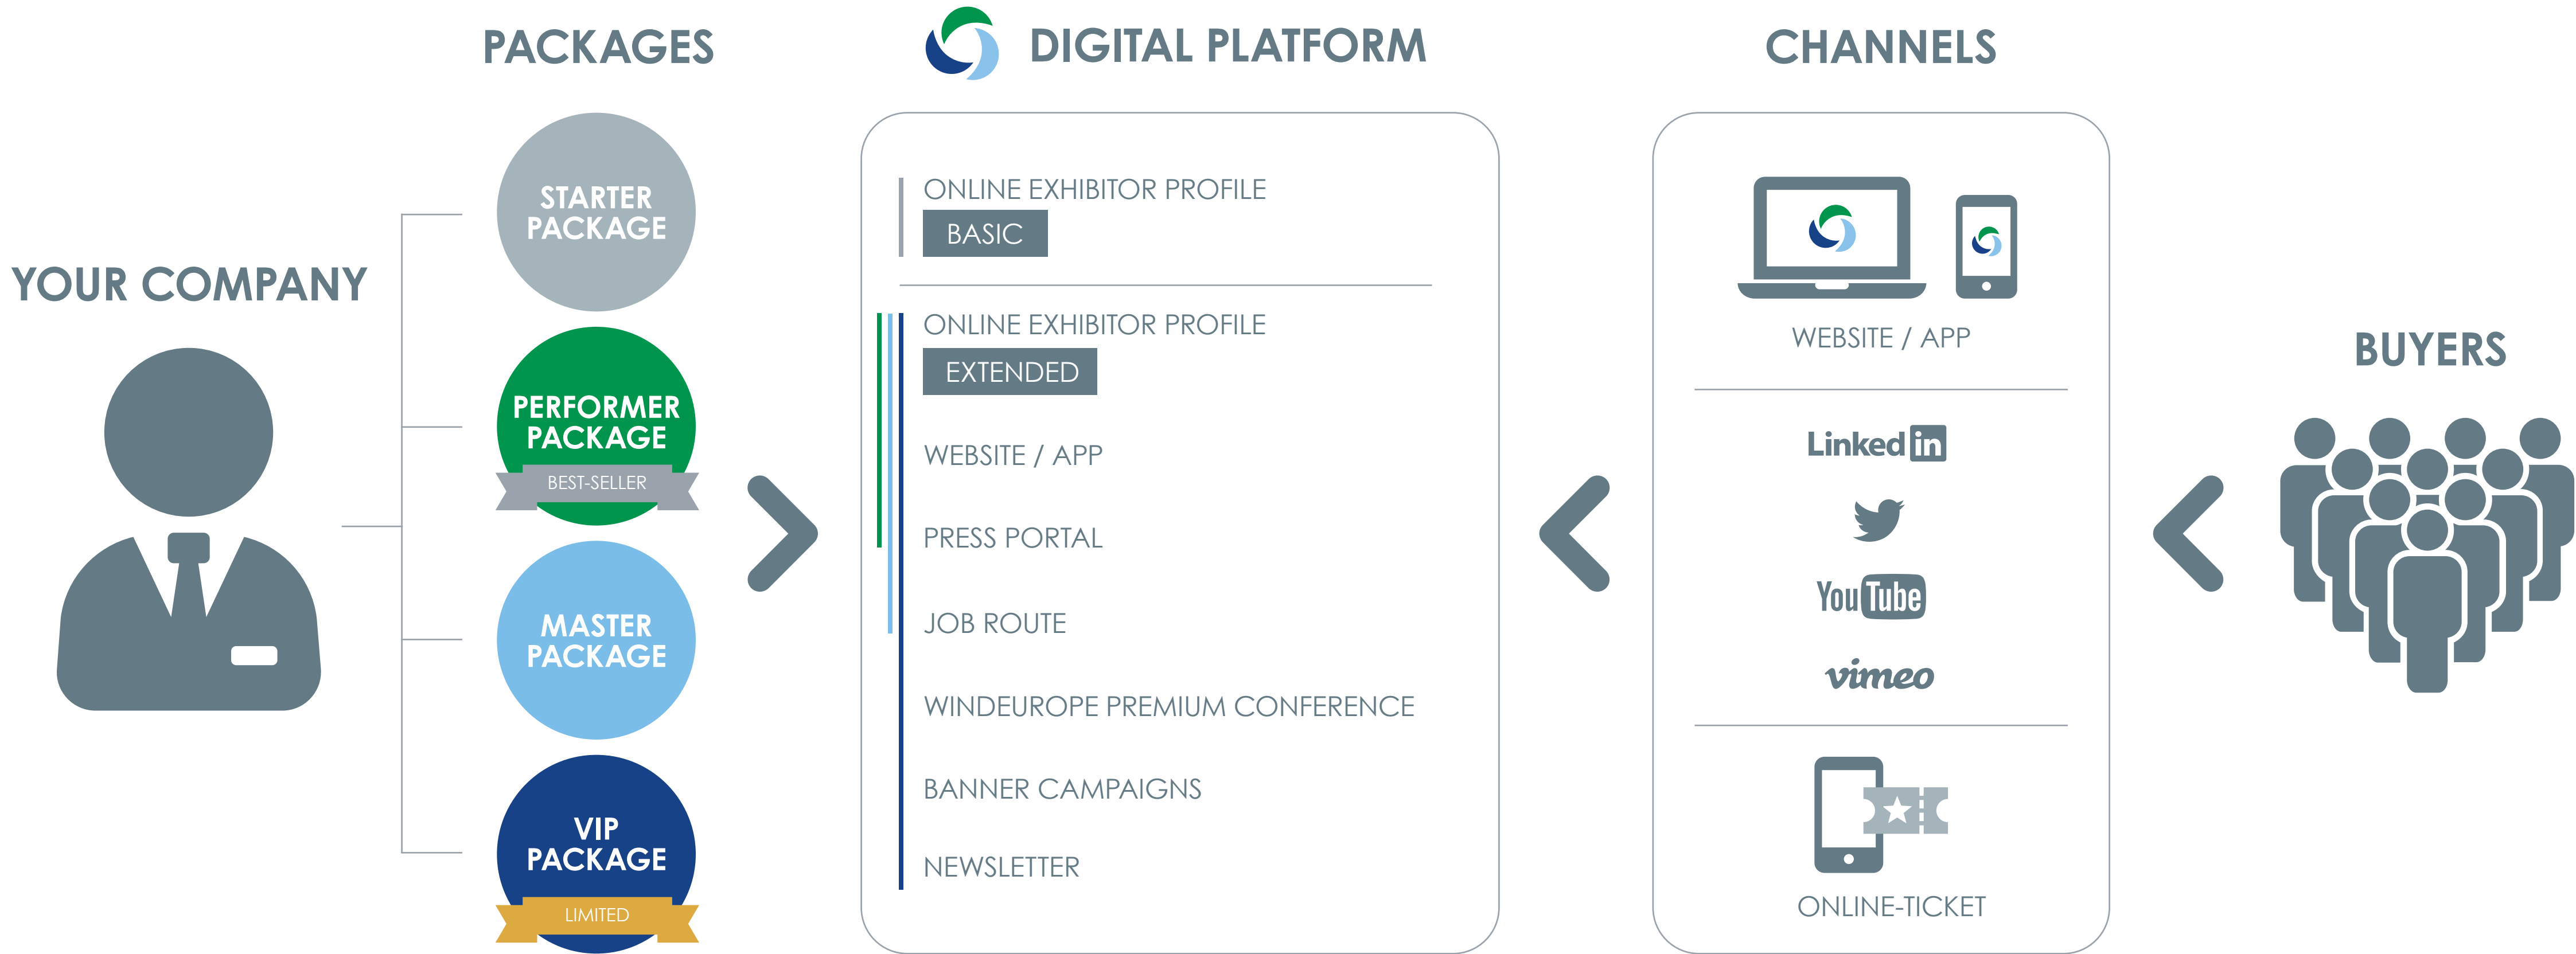 PACKAGES
DIGITAL PLATFORM
CHANNELS
YOUR COMPANY
STARTER
PACKAGE
PERFORMER
PACKAGE
BEST-SELLER
MASTER
PACKAGE
VIP
PACKAGE
LIMITED
ONLINE EXHIBITOR PROFILE
BASIC
ONLINE EXHIBITOR PROFILE
EXTENDED
WEBSITE / APP
PRESS PORTAL
JOB ROUTE
WINDEUROPE PREMIUM CONFERENCE
BANNER CAMPAIGNS
NEWSLETTER
WEBSITE / APP
Linked in
You Tube
vimeo
ONLINE-TICKET
BUYERS